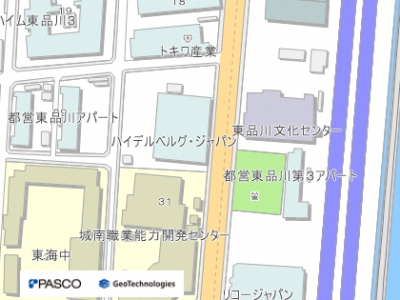 18
19
ハイム東品川3
トキワ産業
都営東品川アパート
東品川文化センター
ハイデルベルグ・ジャパン
都営東品川第3アパート
31
城南職業能力開発センター
東海中
PASCO
GeoTechnologies
リコージャパン